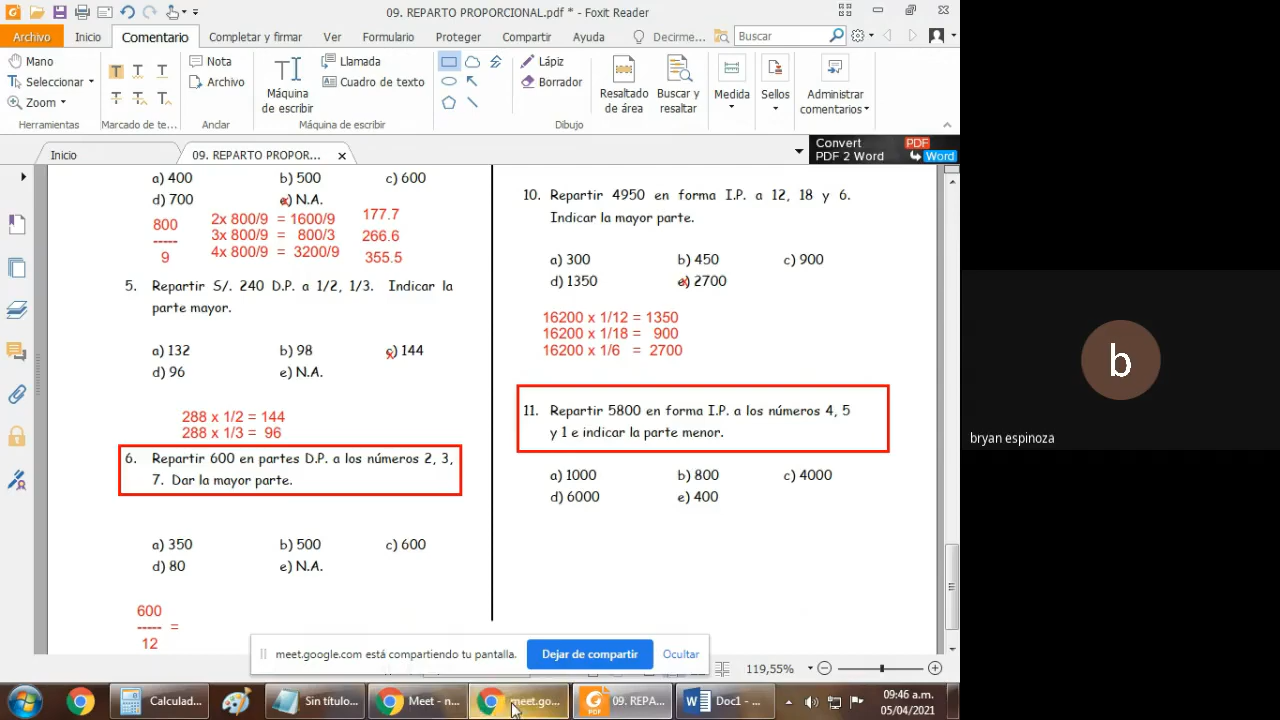 09. REPARTO PROPORCIONAL.pdf * - Foxit Reader
Archivo
Inicio
Comentario
Completar y firmar
Ver
Formulario
Proteger
Compartir
Ayuda
Decirme...
Buscar
Mano
Seleccionar
Zoom
Herramientas
Marcado de te...
Nota
Archivo
Anclar
Máquina
de escribir
Llamada
Cuadro de texto
Máquina de escribir
Lápiz
Borrador
Dibujo
Resaltado
de área
Buscar y
resaltar
Medida
Sellos
Administrar
comentarios
Inicio
09. REPARTO PROPOR...
Convert PDF
PDF 2 Word Word
a) 400 b) 500 c) 600
d) 700 e) N.A.
800
-----
9
2x 800/9 = 1600/9 177.7
3x 800/9 = 800/3 266.6
4x 800/9 = 3200/9 355.5
5. Repartir S/. 240 D.P. a 1/2, 1/3. Indicar la
parte mayor.
a) 132 b) 98 c) 144
d) 96 e) N.A.
288 x 1/2 = 144
288 x 1/3 = 96
6. Repartir 600 en partes D.P. a los números 2, 3,
7. Dar la mayor parte.
a) 350 b) 500 c) 600
d) 80 e) N.A.
600
----- =
12
10. Repartir 4950 en forma I.P. a 12, 18 y 6.
Indicar la mayor parte.
a) 300 b) 450 c) 900
d) 1350 e) 2700
16200 x 1/12 = 1350
16200 x 1/18 = 900
16200 x 1/6 = 2700
11. Repartir 5800 en forma I.P. a los números 4, 5
y 1 e indicar la parte menor.
a) 1000 b) 800 c) 4000
d) 6000 e) 400
b
bryan espinoza
meet.google.com está compartiendo tu pantalla.
Dejar de compartir
Ocultar
119,55%
Calculad...
Sin título...
Meet - n...
meet.go...
09. REPA...
Doc1 - ...
09:46 a.m.
05/04/2021